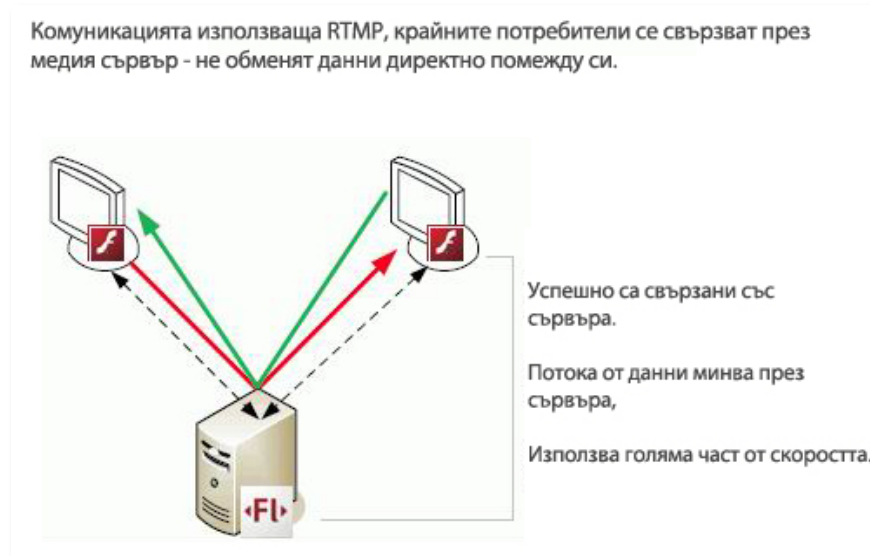 Комуникацията използваща RTMP, крайните потребители се свързват през
медия сървър - не обменят данни директно помежду си.
Успешно са свързани със
сървъра.
Потока от данни минва през
сървъра,
Използва голяма част от скоростта.
Fl